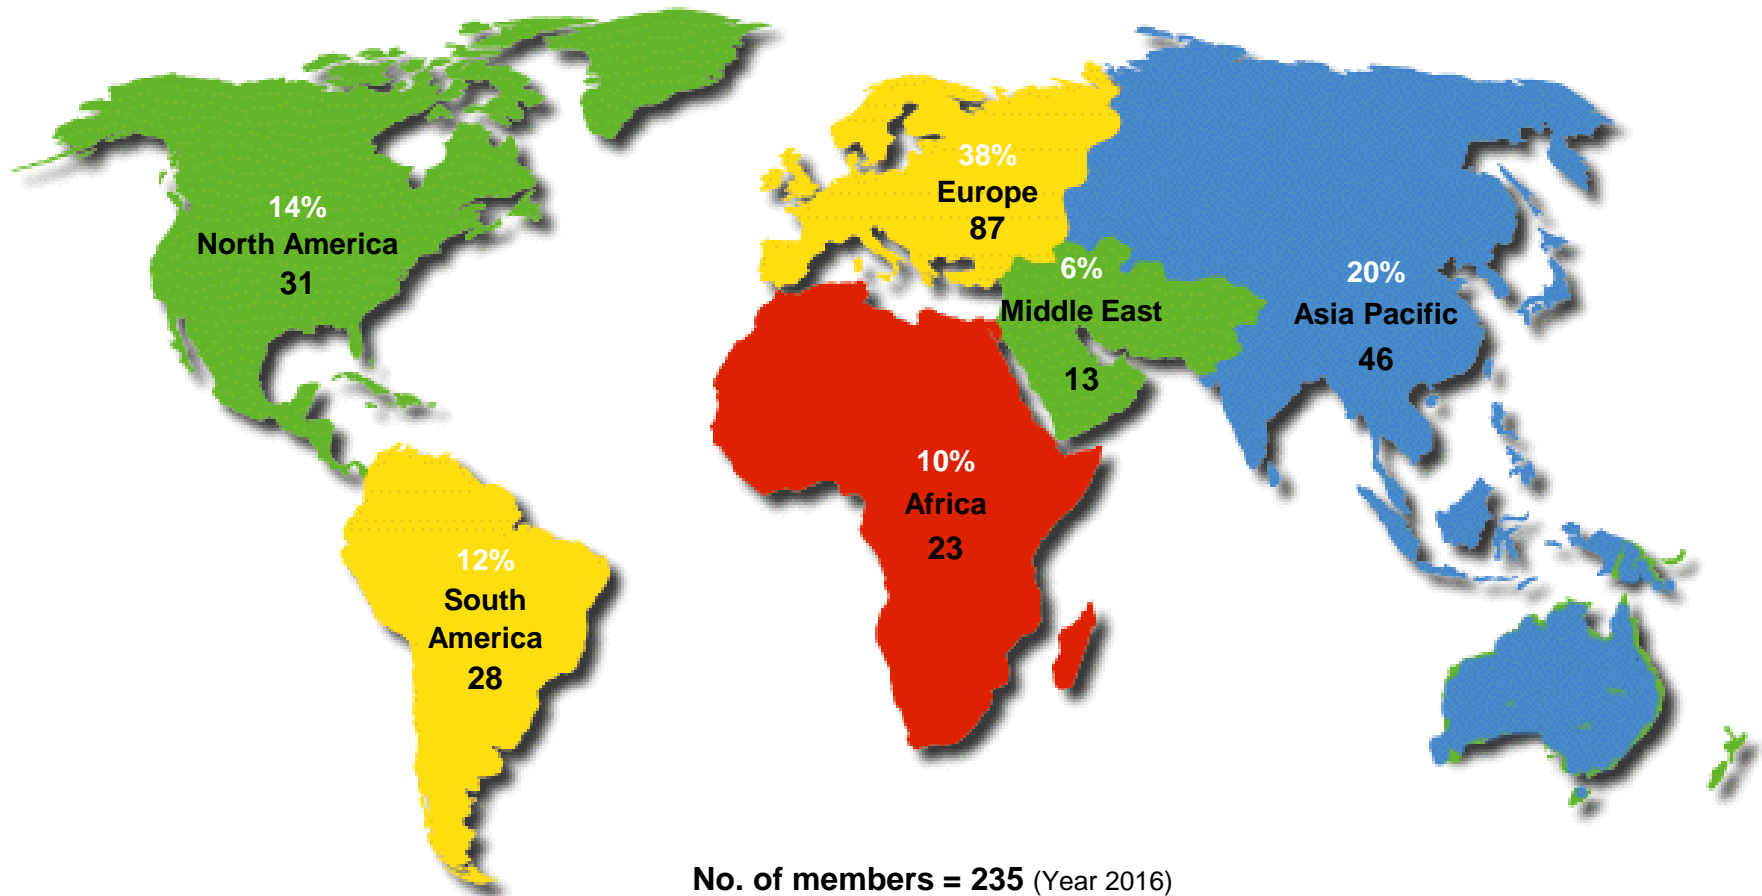 14%
North America
31
38%
Europe
87
6%
Middle East
13
20%
Asia Pacific
46
10%
Africa
23
12%
South
America
28
No. of members = 235 (Year 2016)